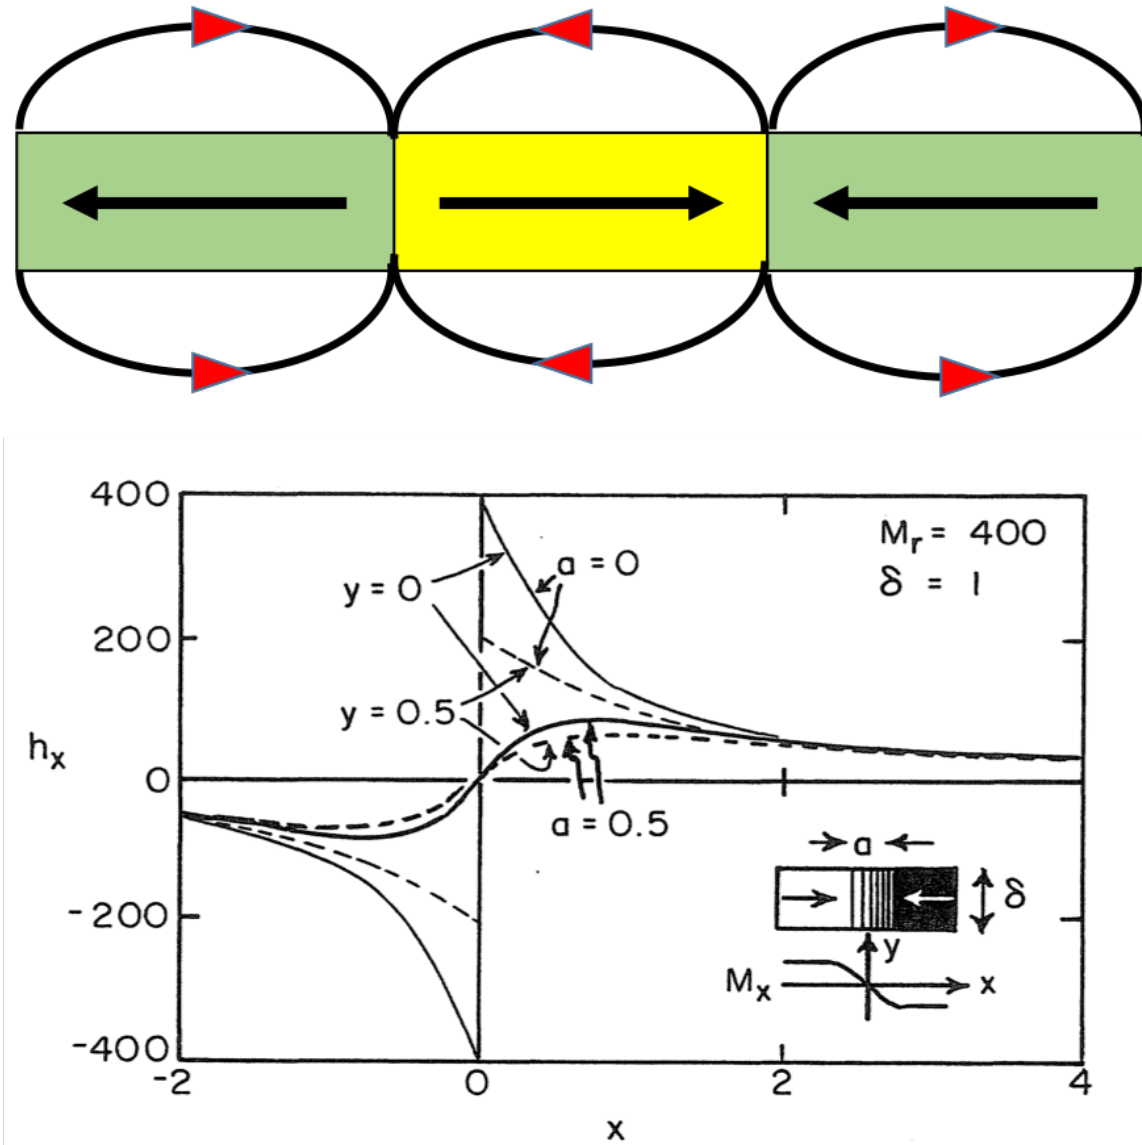 400
M_r = 400
δ = 1
a = 0
y = 0
200
y = 0.5
h_x
0
a = 0.5
a
δ
-200
y
M_x
x
-400
-2
0
2
4
x